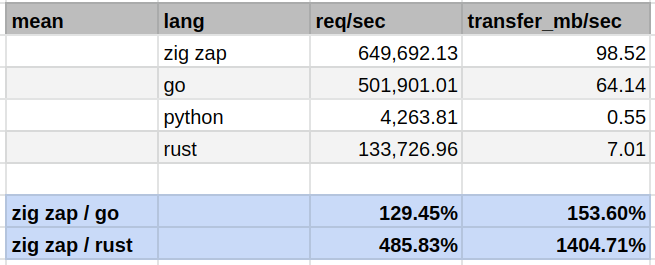 mean lang req/sec transfer_mb/sec
zig zap 649,692.13 98.52
go 501,901.01 64.14
python 4,263.81 0.55
rust 133,726.96 7.01
zig zap / go 129.45% 153.60%
zig zap / rust 485.83% 1404.71%